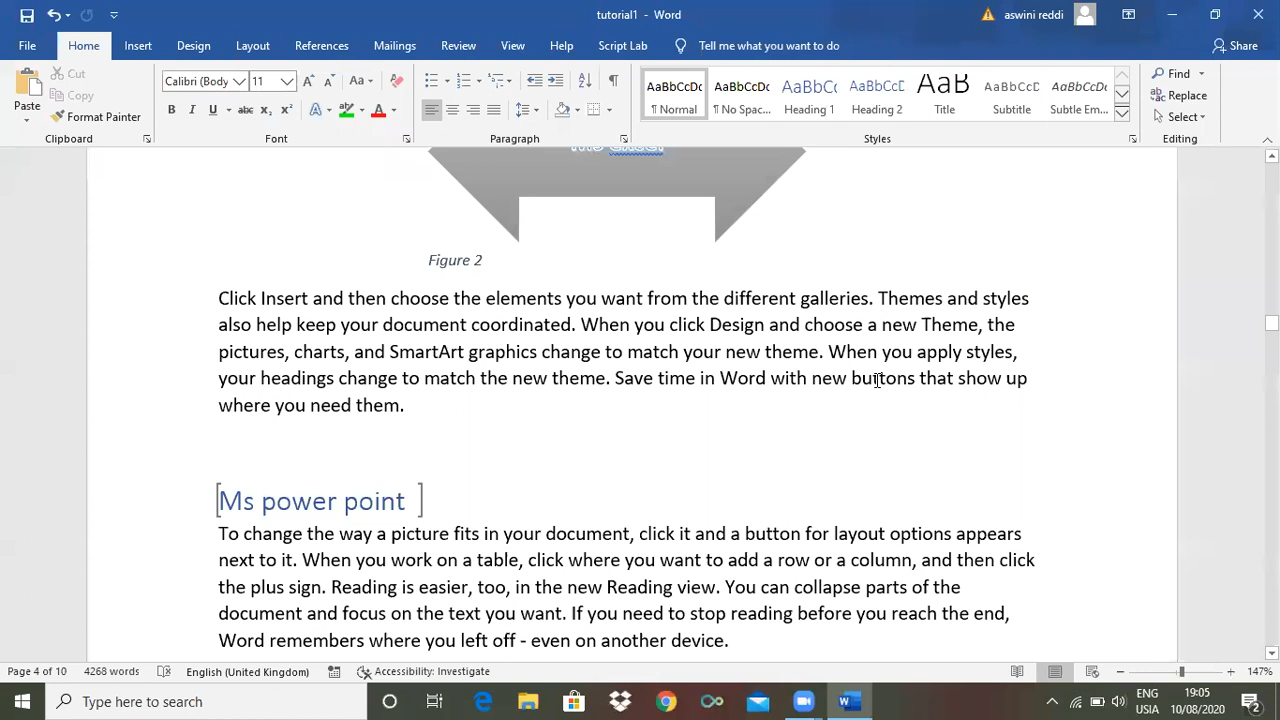 tutorial1 - Word
aswini reddi
File Home Insert Design Layout References Mailings Review View Help Script Lab Tell me what you want to do Share
Paste
Cut
Copy
Format Painter
Clipboard
Calibri (Body 11
Aa
B I U abc x₂ x²
Font
Paragraph
AaBbCcDc AaBbCcDc AaBbCc AaBbCcD AaB AaBbCcD AaBbCcD
¶ Normal ¶ No Spac... Heading 1 Heading 2 Title Subtitle Subtle Em...
Styles
Find
Replace
Select
Editing
Figure 2
Click Insert and then choose the elements you want from the different galleries. Themes and styles
also help keep your document coordinated. When you click Design and choose a new Theme, the
pictures, charts, and SmartArt graphics change to match your new theme. When you apply styles,
your headings change to match the new theme. Save time in Word with new buttons that show up
where you need them.
Ms power point
To change the way a picture fits in your document, click it and a button for layout options appears
next to it. When you work on a table, click where you want to add a row or a column, and then click
the plus sign. Reading is easier, too, in the new Reading view. You can collapse parts of the
document and focus on the text you want. If you need to stop reading before you reach the end,
Word remembers where you left off - even on another device.
Page 4 of 10 4268 words English (United Kingdom) Accessibility: Investigate 147%
Type here to search
ENG 19:05
USIA 10/08/2020
2